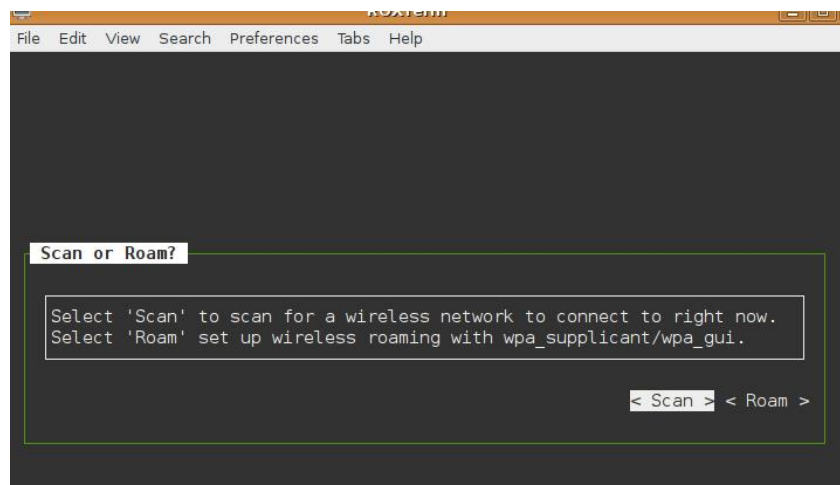 ROXTerm
File Edit View Search Preferences Tabs Help
Scan or Roam?
Select 'Scan' to scan for a wireless network to connect to right now.
Select 'Roam' set up wireless roaming with wpa_supplicant/wpa_gui.
< Scan > < Roam >